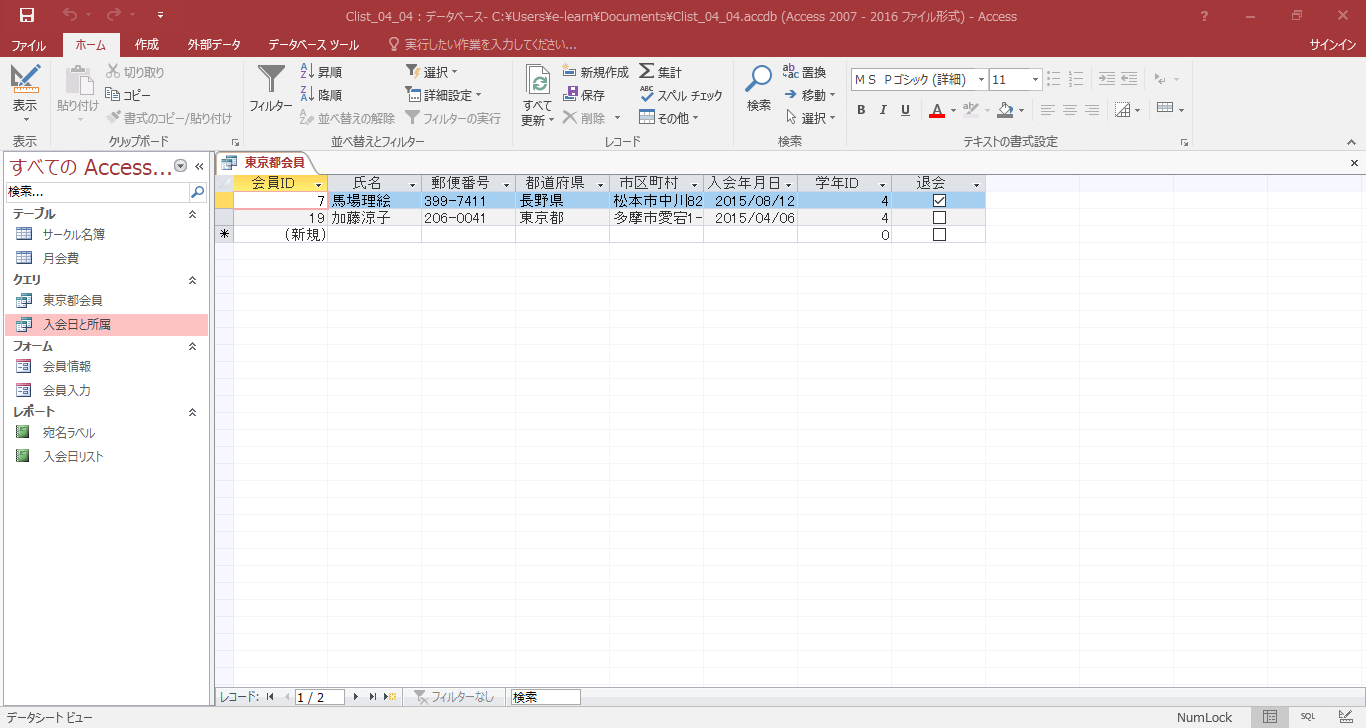 Clist_04_04 : データベース- C:¥Users¥e-learn¥Documents¥Clist_04_04.accdb (Access 2007 - 2016 ファイル形式) - Access
ファイル ホーム 作成 外部データ データベース ツール 実行したい作業を入力してください... サインイン
表示
表示
貼り付け
切り取り
コピー
書式のコピー/貼り付け
クリップボード
フィルター
昇順
降順
並べ替えの解除
選択
詳細設定
フィルターの実行
並べ替えとフィルター
すべて
更新
新規作成
保存
削除
集計
スペル チェック
その他
レコード
検索
置換
移動
選択
検索
MS Pゴシック (詳細) 11
B I U A
テキストの書式設定
すべての Access...
検索...
テーブル
サークル名簿
月会費
クエリ
東京都会員
入会日と所属
フォーム
会員情報
会員入力
レポート
宛名ラベル
入会日リスト
東京都会員
会員ID 氏名 郵便番号 都道府県 市区町村 入会年月日 学年ID 退会
7 馬場理絵 399-7411 長野県 松本市中川82 2015/08/12 4
19 加藤涼子 206-0041 東京都 多摩市愛宕1- 2015/04/06 4
(新規) 0
レコード: 1 / 2 フィルターなし 検索
データシート ビュー NumLock SQL